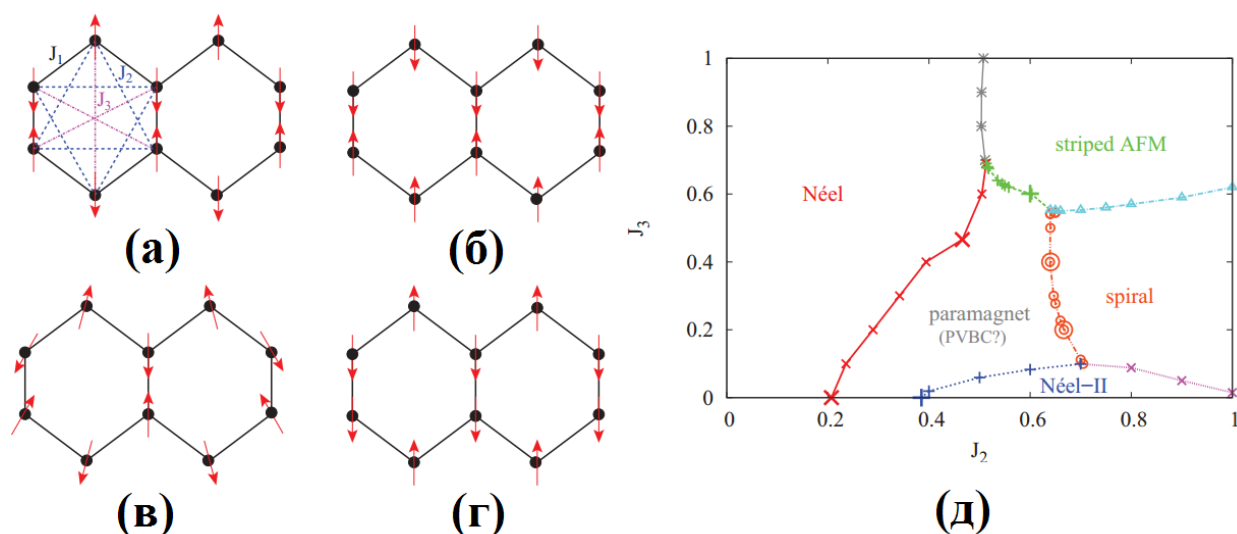 J1
J2
J3
(а)
(б)
(в)
(г)
1
0.8
0.6
0.4
0.2
0
J3
Néel
striped AFM
spiral
paramagnet
(PVBC?)
Néel-II
0
0.2
0.4
0.6
0.8
1
J2
(д)